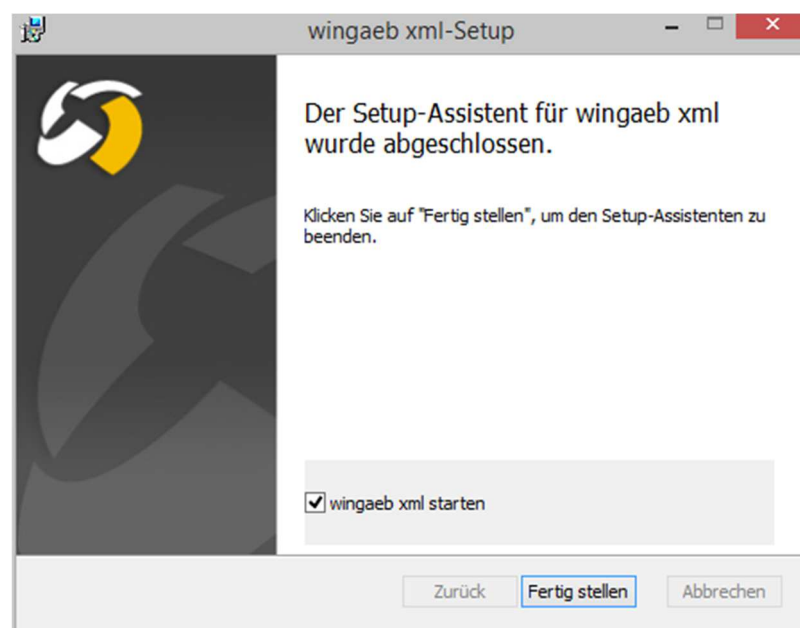 wingaeb xml-Setup
Der Setup-Assistent für wingaeb xml
wurde abgeschlossen.
Klicken Sie auf "Fertig stellen", um den Setup-Assistenten zu
beenden.
wingaeb xml starten
Zurück Fertig stellen Abbrechen